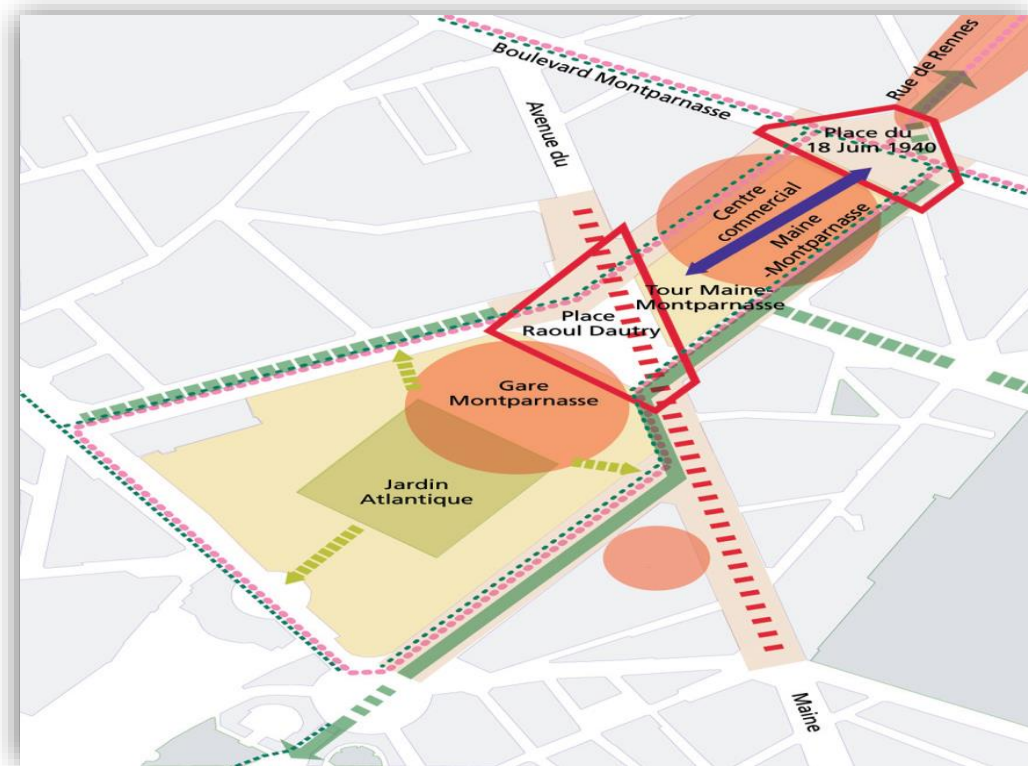 Boulevard Montparnasse
Rue de Rennes
Avenue du
Place du
18 Juin 1940
Centre
commercial
Maine
-Montparnasse
Tour Maine-
Montparnasse
Place
Raoul Dautry
Gare
Montparnasse
Jardin
Atlantique
Maine